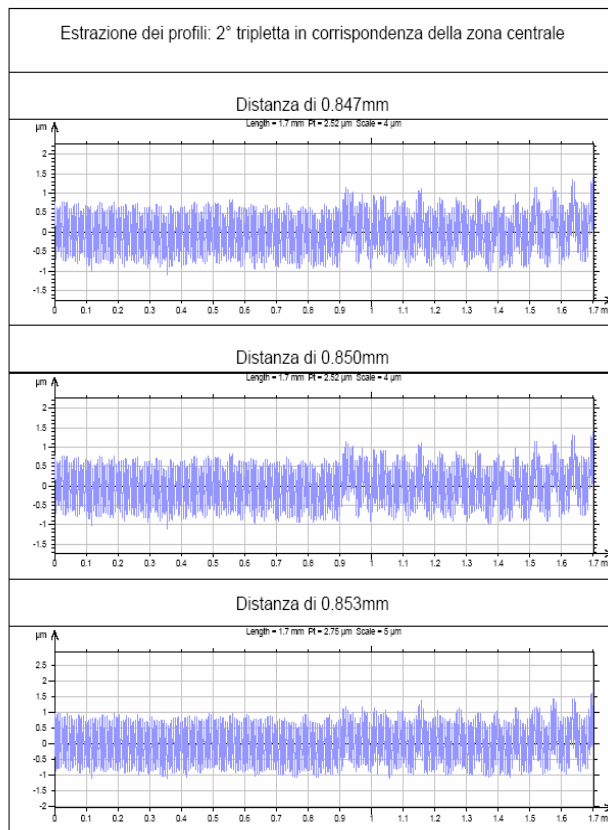 Estrazione dei profili: 2° tripletta in corrispondenza della zona centrale
Distanza di 0.847mm
Length = 1.7 mm Pt = 2.52 µm Scale = 4 µm
µm
2
1.5
1
0.5
0
-0.5
-1
-1.5
0 0.1 0.2 0.3 0.4 0.5 0.6 0.7 0.8 0.9 1 1.1 1.2 1.3 1.4 1.5 1.6 1.7 m
Distanza di 0.850mm
Length = 1.7 mm Pt = 2.52 µm Scale = 4 µm
µm
2
1.5
1
0.5
0
-0.5
-1
-1.5
0 0.1 0.2 0.3 0.4 0.5 0.6 0.7 0.8 0.9 1 1.1 1.2 1.3 1.4 1.5 1.6 1.7 m
Distanza di 0.853mm
Length = 1.7 mm Pt = 2.75 µm Scale = 5 µm
µm
2.5
2
1.5
1
0.5
0
-0.5
-1
-1.5
-2
0 0.1 0.2 0.3 0.4 0.5 0.6 0.7 0.8 0.9 1 1.1 1.2 1.3 1.4 1.5 1.6 1.7 m